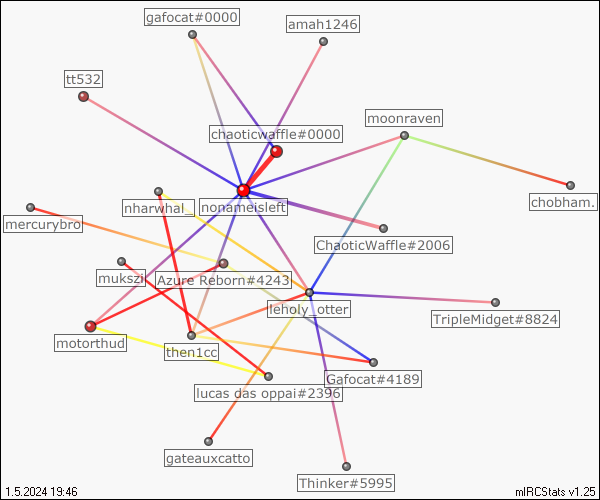 gafocat#0000
amah1246
tt532
moonraven
chaoticwaffle#0000
chobham.
nharwhal_
nonameisleft
mercurybro
ChaoticWaffle#2006
mukszi
Azure Reborn#4243
leholy_otter
TripleMidget#8824
motorthud
then1cc
Gafocat#4189
lucas das oppai#2396
gateauxcatto
Thinker#5995
1.5.2024 19:46
mIRCStats v1.25